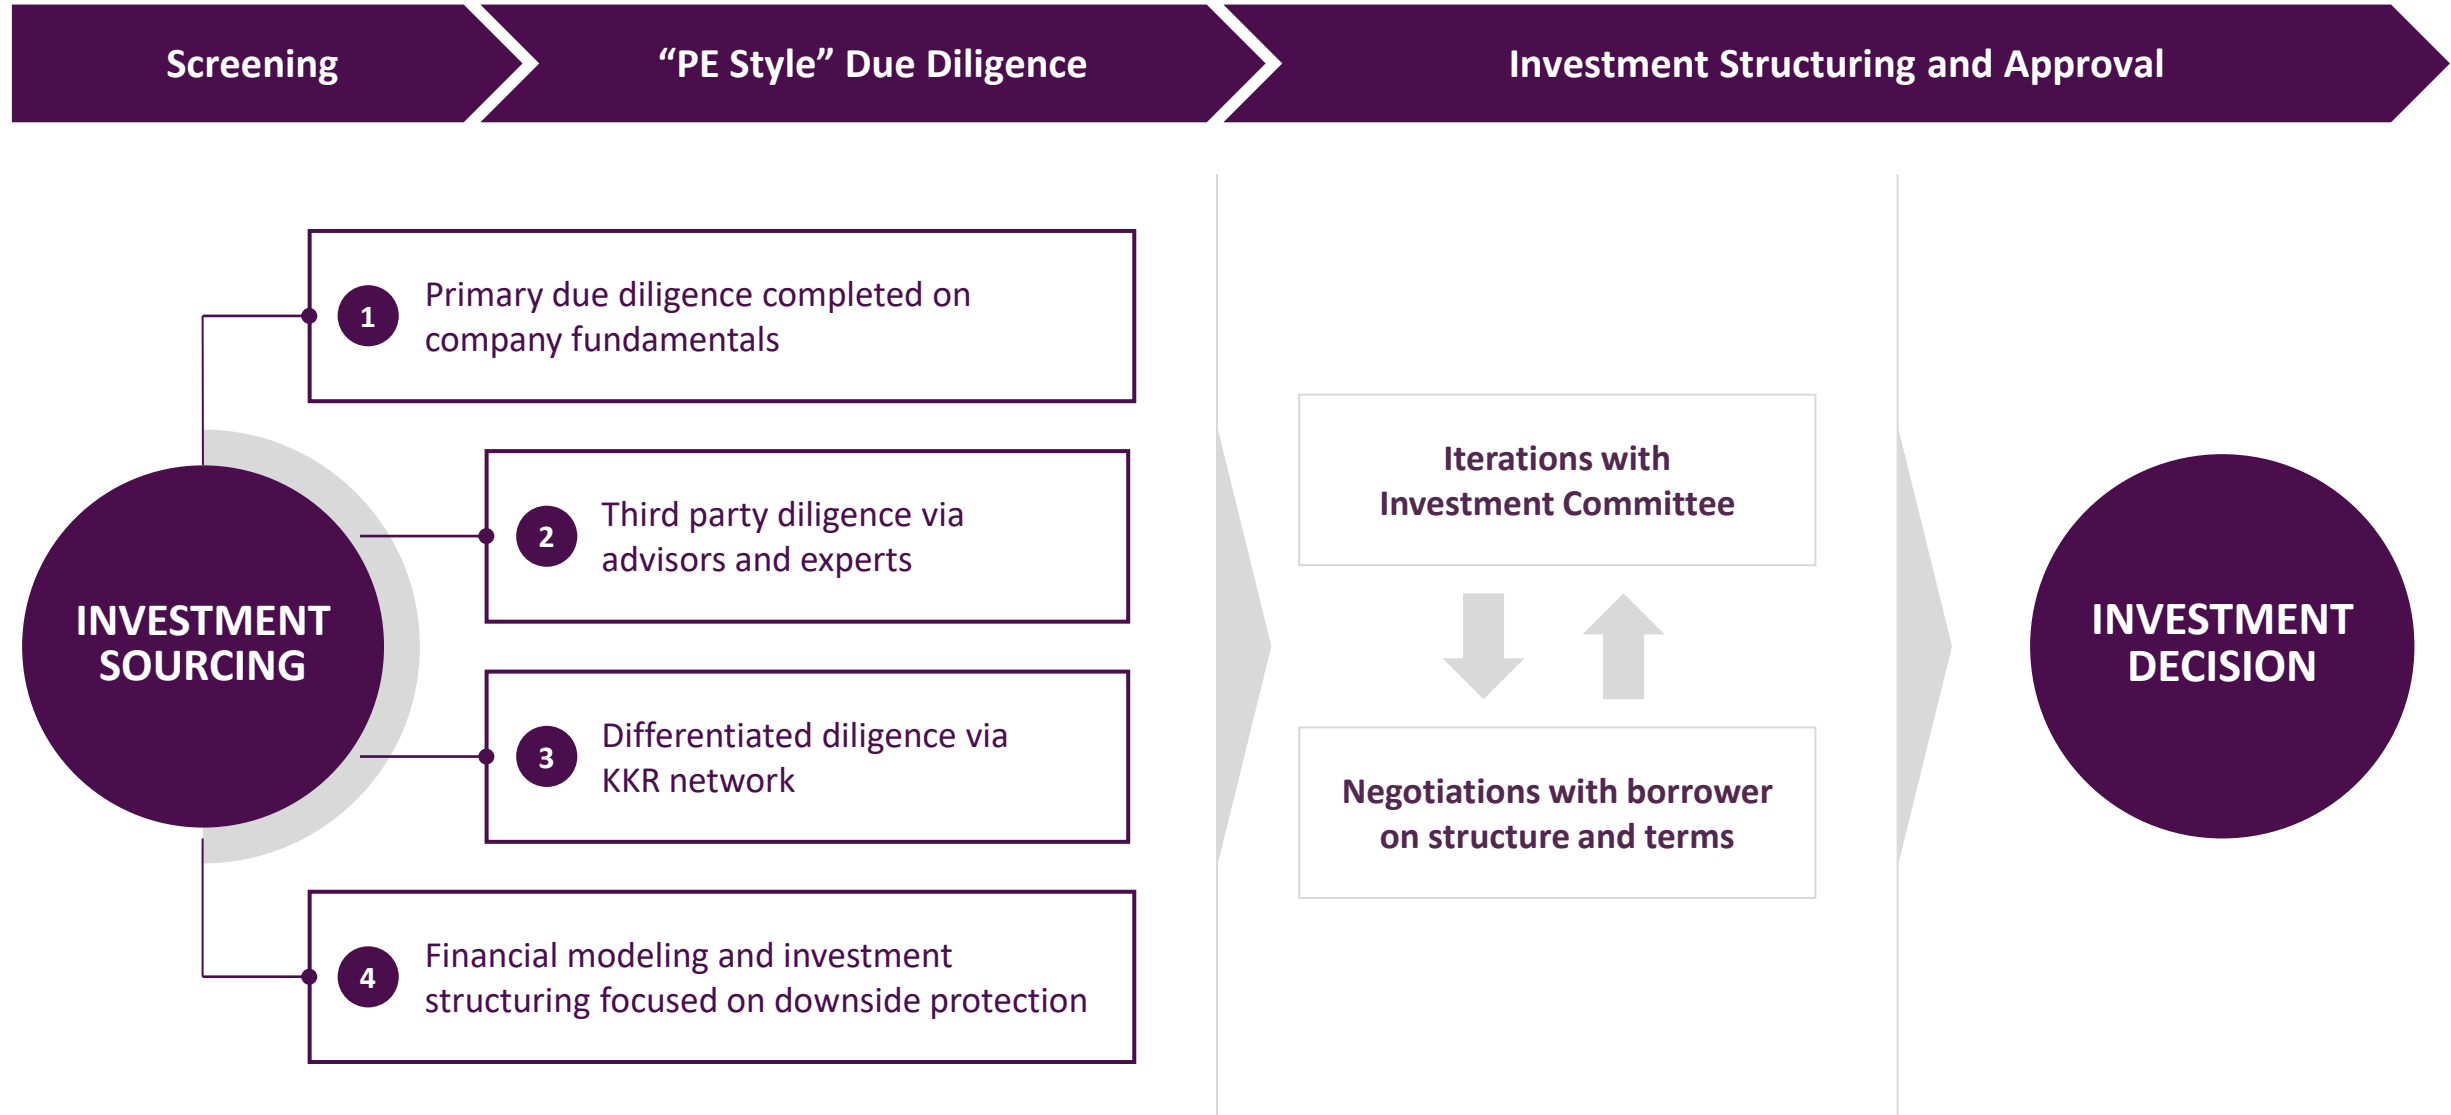 Screening
“PE Style” Due Diligence
Investment Structuring and Approval
INVESTMENT
SOURCING
1
Primary due diligence completed on
company fundamentals
2
Third party diligence via
advisors and experts
3
Differentiated diligence via
KKR network
4
Financial modeling and investment
structuring focused on downside protection
Iterations with
Investment Committee
Negotiations with borrower
on structure and terms
INVESTMENT
DECISION